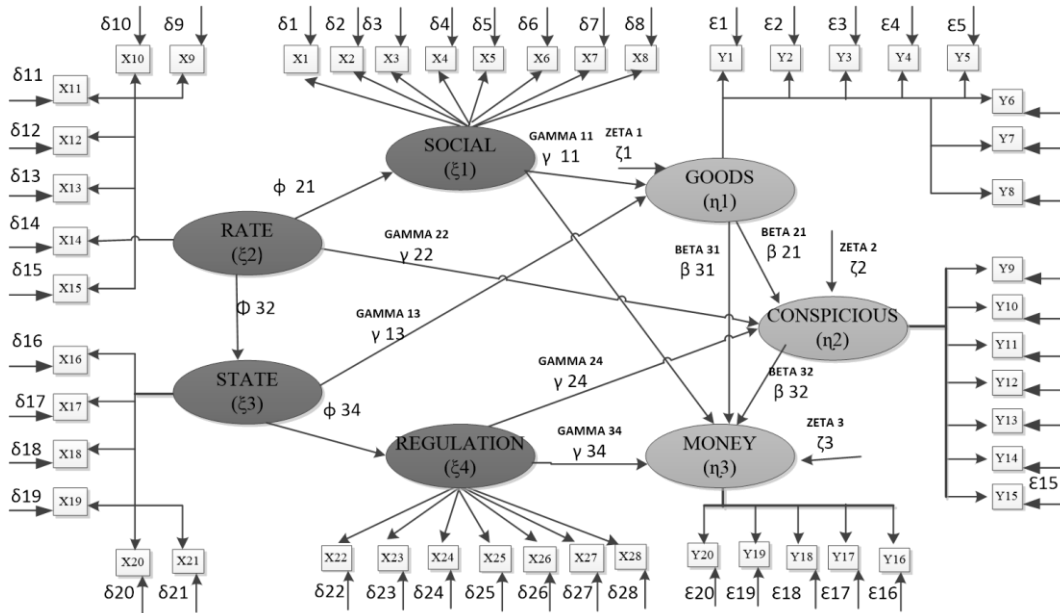 δ10 δ9 δ1 δ2 δ3 δ4 δ5 δ6 δ7 δ8 ε1 ε2 ε3 ε4 ε5
X10 X9 X1 X2 X3 X4 X5 X6 X7 X8 Y1 Y2 Y3 Y4 Y5
δ11
X11
Y6
δ12
X12
Y7
δ13
X13
Y8
δ14
X14
δ15
X15
SOCIAL
(ξ1)
GAMMA 11
γ 11
ZETA 1
ζ1
GOODS
(η1)
ϕ 21
RATE
(ξ2)
GAMMA 22
γ 22
BETA 31
β 31
BETA 21
β 21
ZETA 2
ζ2
Φ 32
GAMMA 13
γ 13
CONSPICIOUS
(η2)
Y9
Y10
Y11
Y12
Y13
Y14
Y15
ε15
δ16
X16
δ17
X17
δ18
X18
δ19
X19
STATE
(ξ3)
GAMMA 24
γ 24
BETA 32
β 32
ϕ 34
REGULATION
(ξ4)
GAMMA 34
γ 34
MONEY
(η3)
ZETA 3
ζ3
X20 X21 X22 X23 X24 X25 X26 X27 X28 Y20 Y19 Y18 Y17 Y16
δ20 δ21 δ22 δ23 δ24 δ25 δ26 δ27 δ28 ε20 ε19 ε18 ε17 ε16